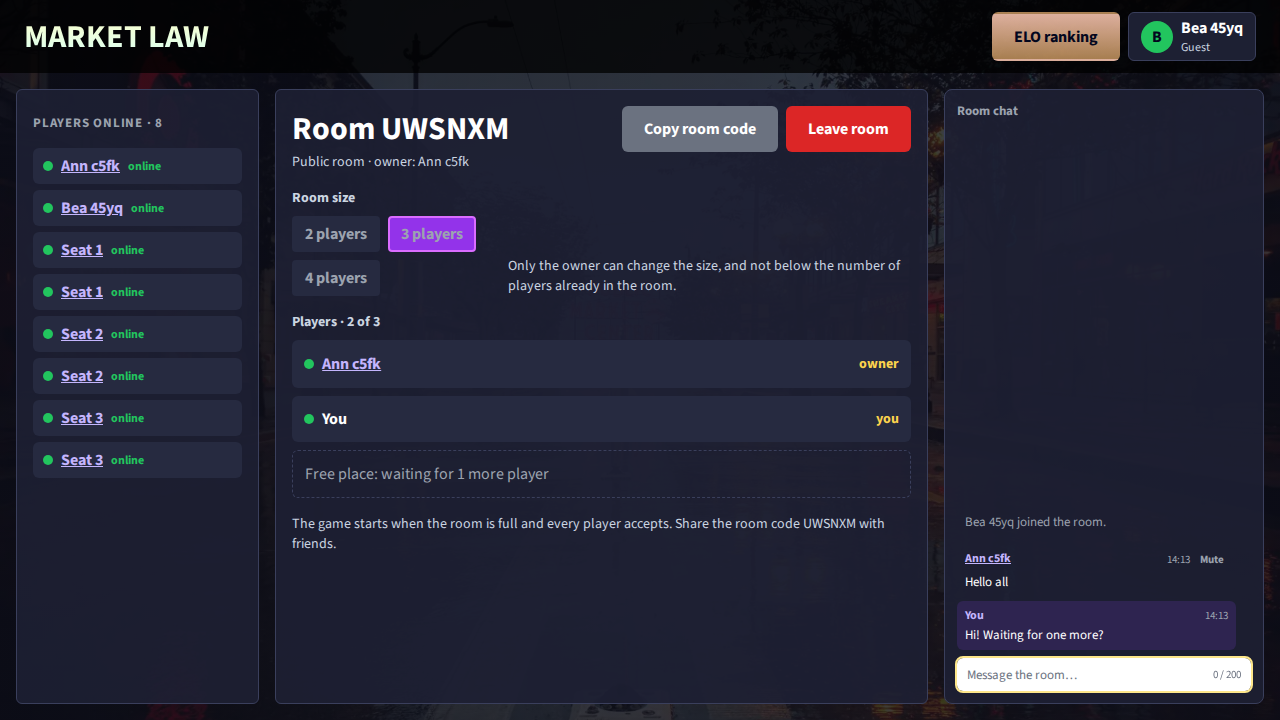 MARKET LAW
ELO ranking
B
Bea 45yq
Guest
PLAYERS ONLINE · 8
Ann c5fk online
Bea 45yq online
Seat 1 online
Seat 1 online
Seat 2 online
Seat 2 online
Seat 3 online
Seat 3 online
Room UWSNXM
Copy room code
Leave room
Public room · owner: Ann c5fk
Room size
2 players
3 players
4 players
Only the owner can change the size, and not below the number of
players already in the room.
Players · 2 of 3
Ann c5fk owner
You you
Free place: waiting for 1 more player
The game starts when the room is full and every player accepts. Share the room code UWSNXM with
friends.
Room chat
Bea 45yq joined the room.
Ann c5fk 14:13 Mute
Hello all
You 14:13
Hi! Waiting for one more?
Message the room… 0 / 200